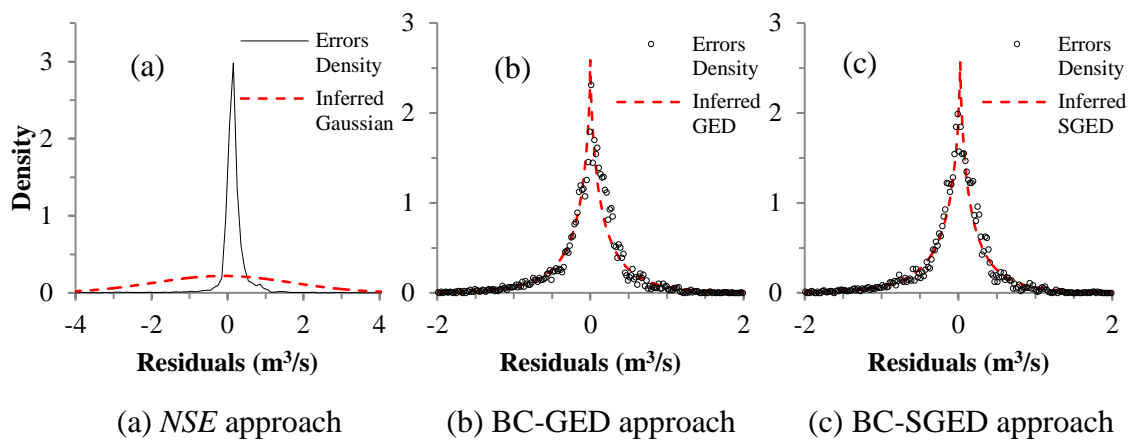 (a)
Errors
Density
Inferred
Gaussian
3
2
1
0
Density
-4
-2
0
2
4
Residuals (m³/s)
(b)
Errors
Density
Inferred
GED
3
2
1
0
-2
0
2
Residuals (m³/s)
(c)
Errors
Density
Inferred
SGED
3
2
1
0
-2
0
2
Residuals (m³/s)
(a) NSE approach
(b) BC-GED approach
(c) BC-SGED approach